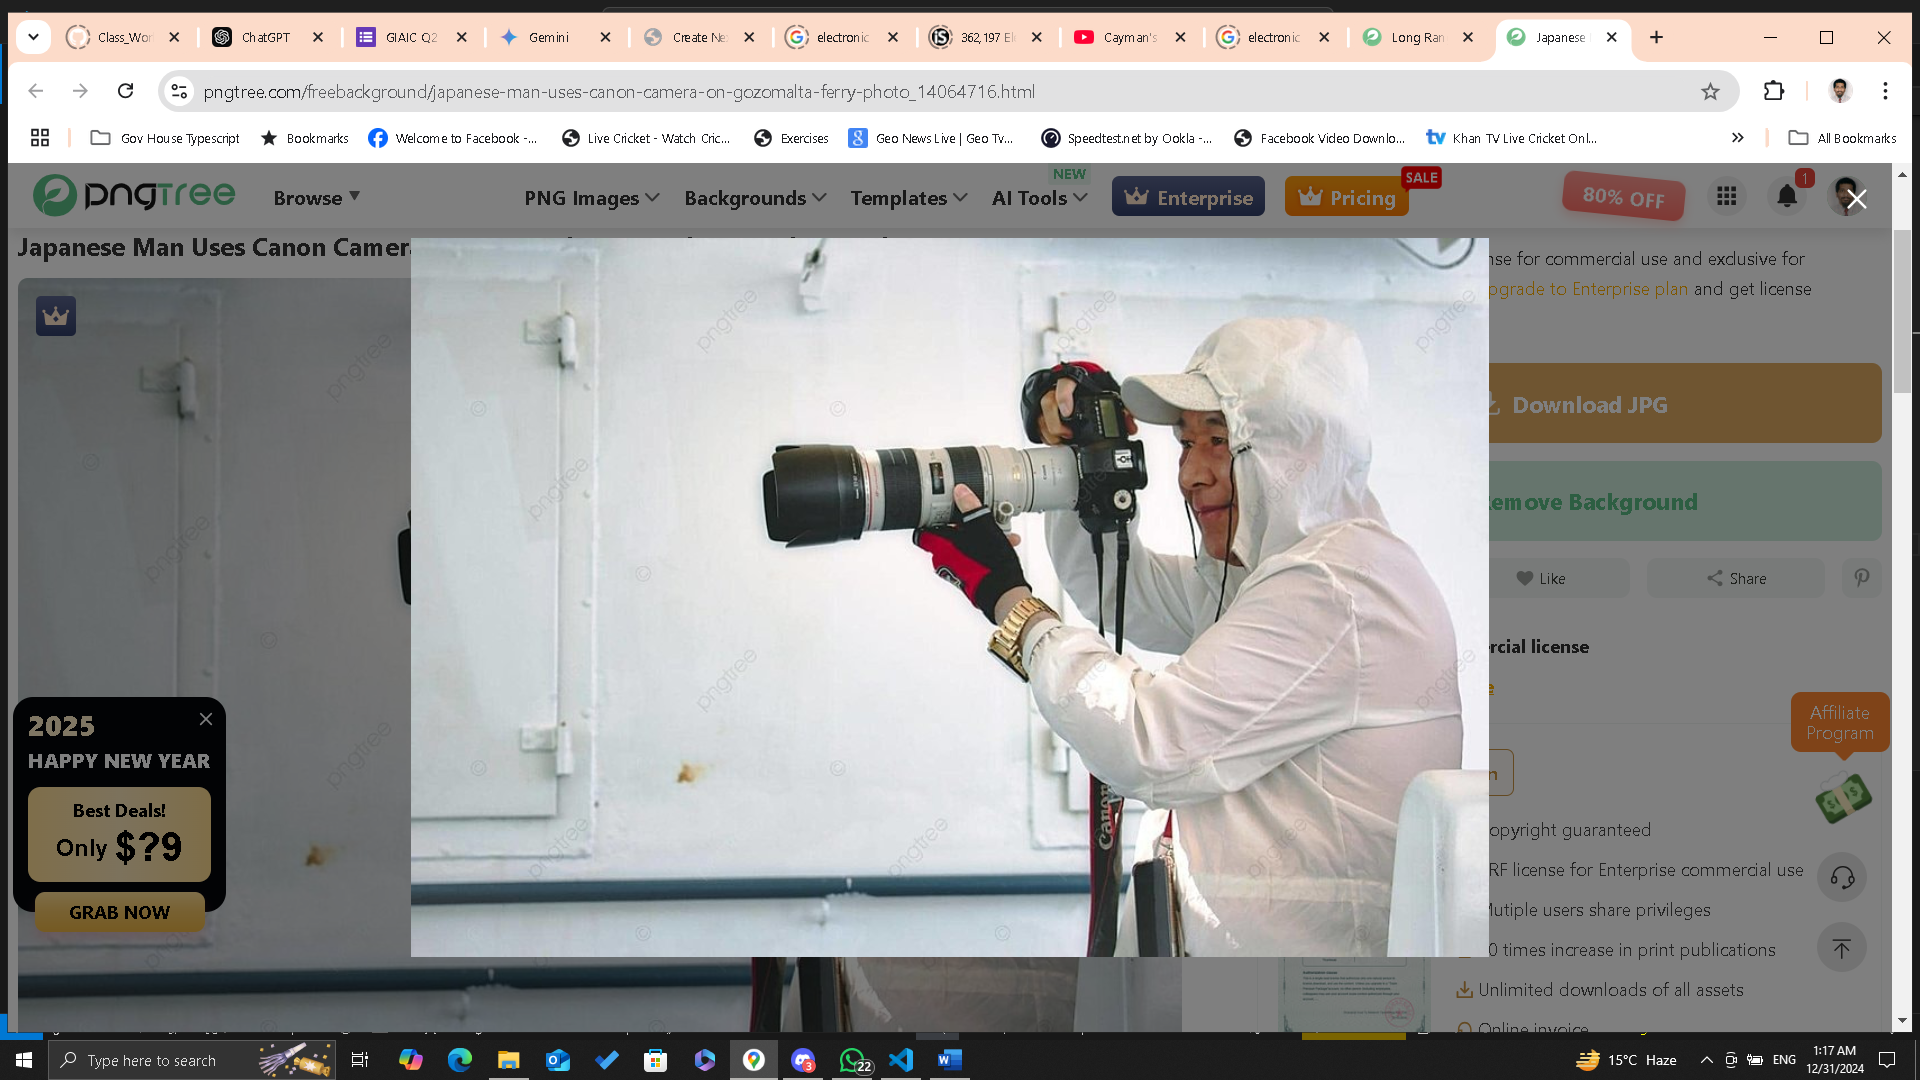 Class_Wor
ChatGPT
GIAIC Q2
Gemini
Create Ne
electronic
362,197 El
Cayman's
electronic
Long Ran
Japanese
pngtree.com/freebackground/japanese-man-uses-canon-camera-on-gozomalta-ferry-photo_14064716.html
Gov House Typescript
Bookmarks
Welcome to Facebook -...
Live Cricket - Watch Cric...
Exercises
Geo News Live | Geo Tv...
Speedtest.net by Ookla -...
Facebook Video Downlo...
Khan TV Live Cricket Onl...
All Bookmarks
pngtree
Browse
PNG Images
Backgrounds
Templates
AI Tools
NEW
Enterprise
Pricing
SALE
80% OFF
1
Japanese Man Uses Canon Camer
nse for commercial use and exclusive for
pgrade to Enterprise plan and get license
Download JPG
emove Background
Like
Share
rcial license
Affiliate
Program
opyright guaranteed
RF license for Enterprise commercial use
Mutiple users share privileges
0 times increase in print publications
Unlimited downloads of all assets
Online invoice
2025
HAPPY NEW YEAR
Best Deals!
Only $?9
GRAB NOW
pngtree
Canon
Type here to search
3
22
15°C Haze
ENG
1:17 AM
12/31/2024